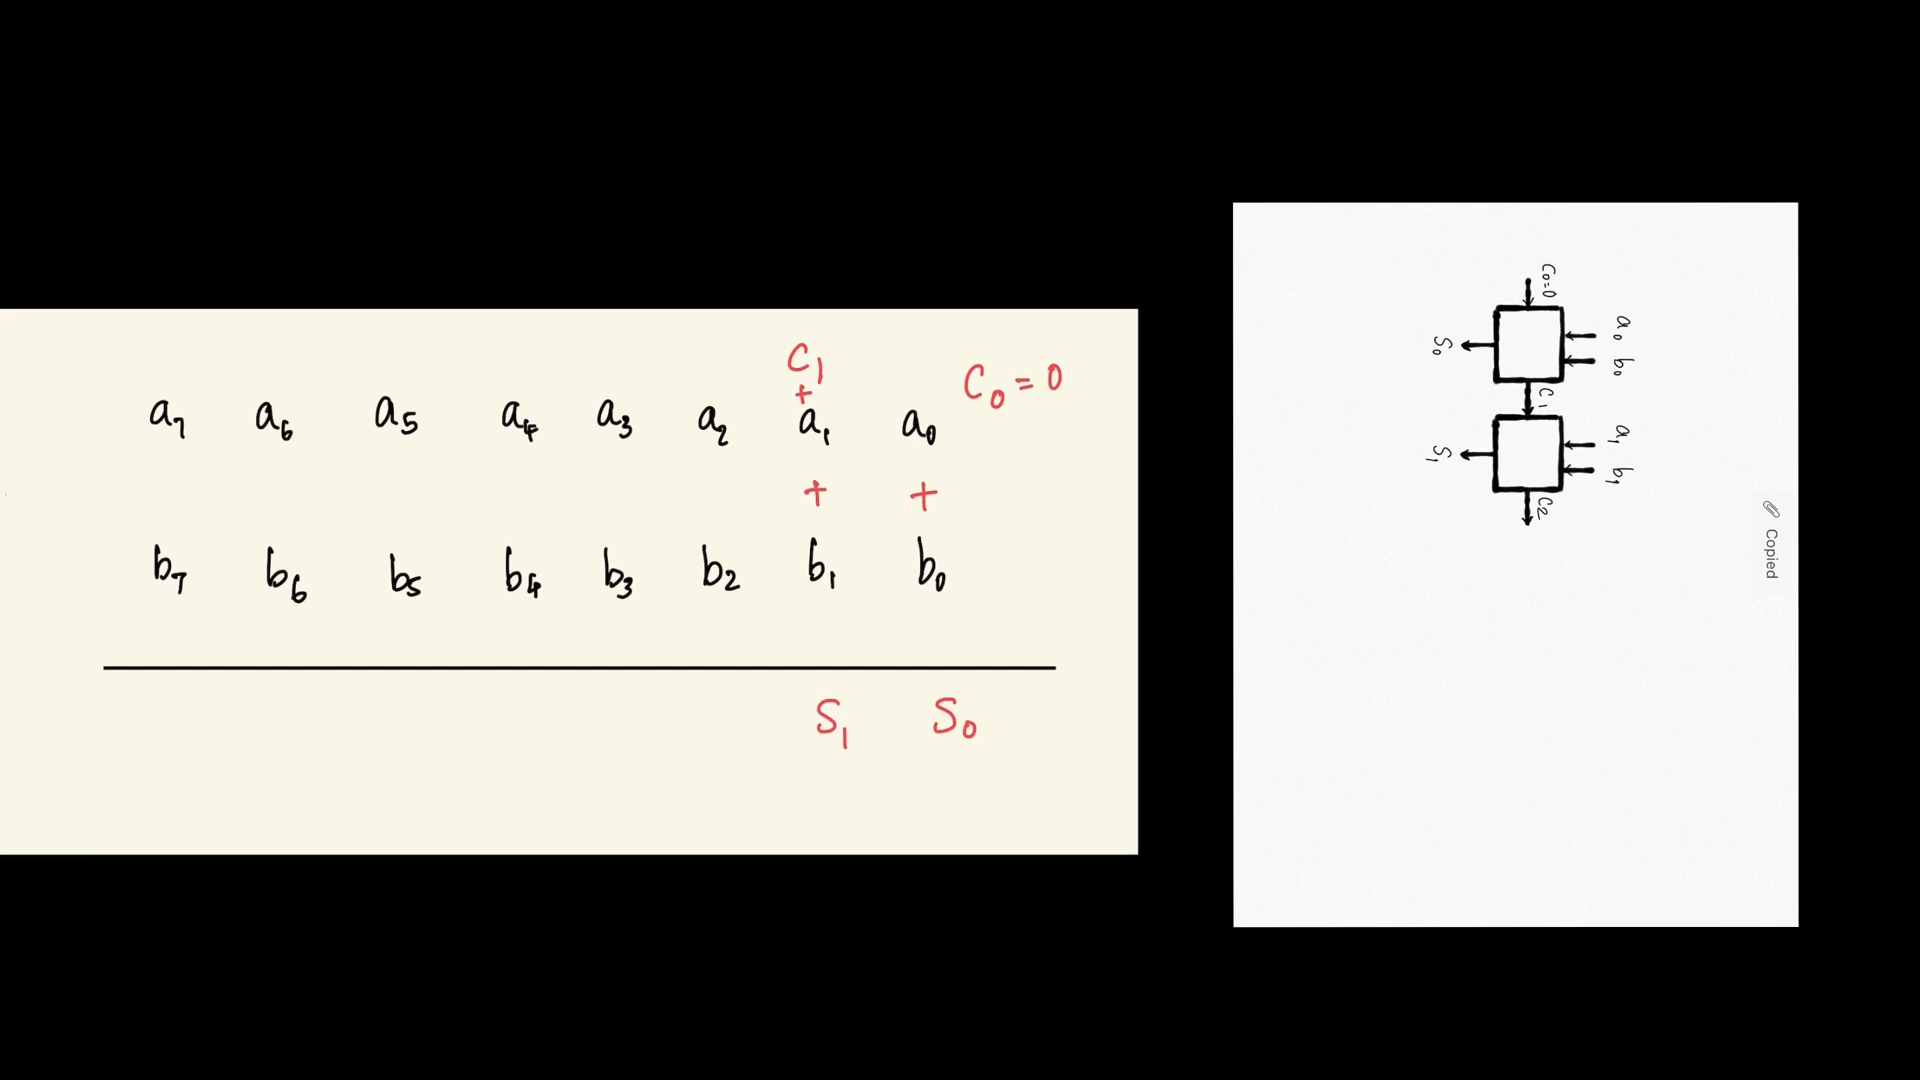 C₁
+
C₀ = 0
a₇ a₆ a₅ a₄ a₃ a₂ a₁ a₀
+ +
b₇ b₆ b₅ b₄ b₃ b₂ b₁ b₀
S₁ S₀
C₀=0
a₀ b₀
S₀
C₁
a₁ b₁
S₁
C₂
Copied